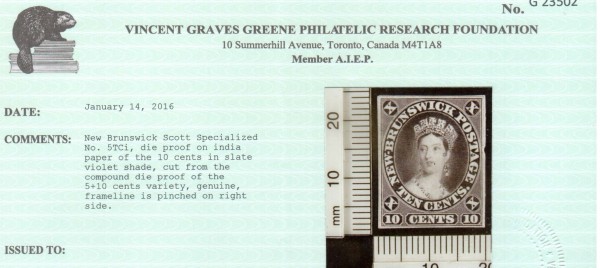 No. G 23502
VINCENT GRAVES GREENE PHILATELIC RESEARCH FOUNDATION
10 Summerhill Avenue, Toronto, Canada M4T1A8
Member A.I.E.P.
DATE: January 14, 2016
COMMENTS: New Brunswick Scott Specialized
No. 5TCi, die proof on india
paper of the 10 cents in slate
violet shade, cut from the
compound die proof of the
5+10 cents variety, genuine,
frameline is pinched on right
side.
20
10
mm
NEW BRUNSWICK POSTAGE
TEN CENTS
10 CENTS 10
10
ISSUED TO: